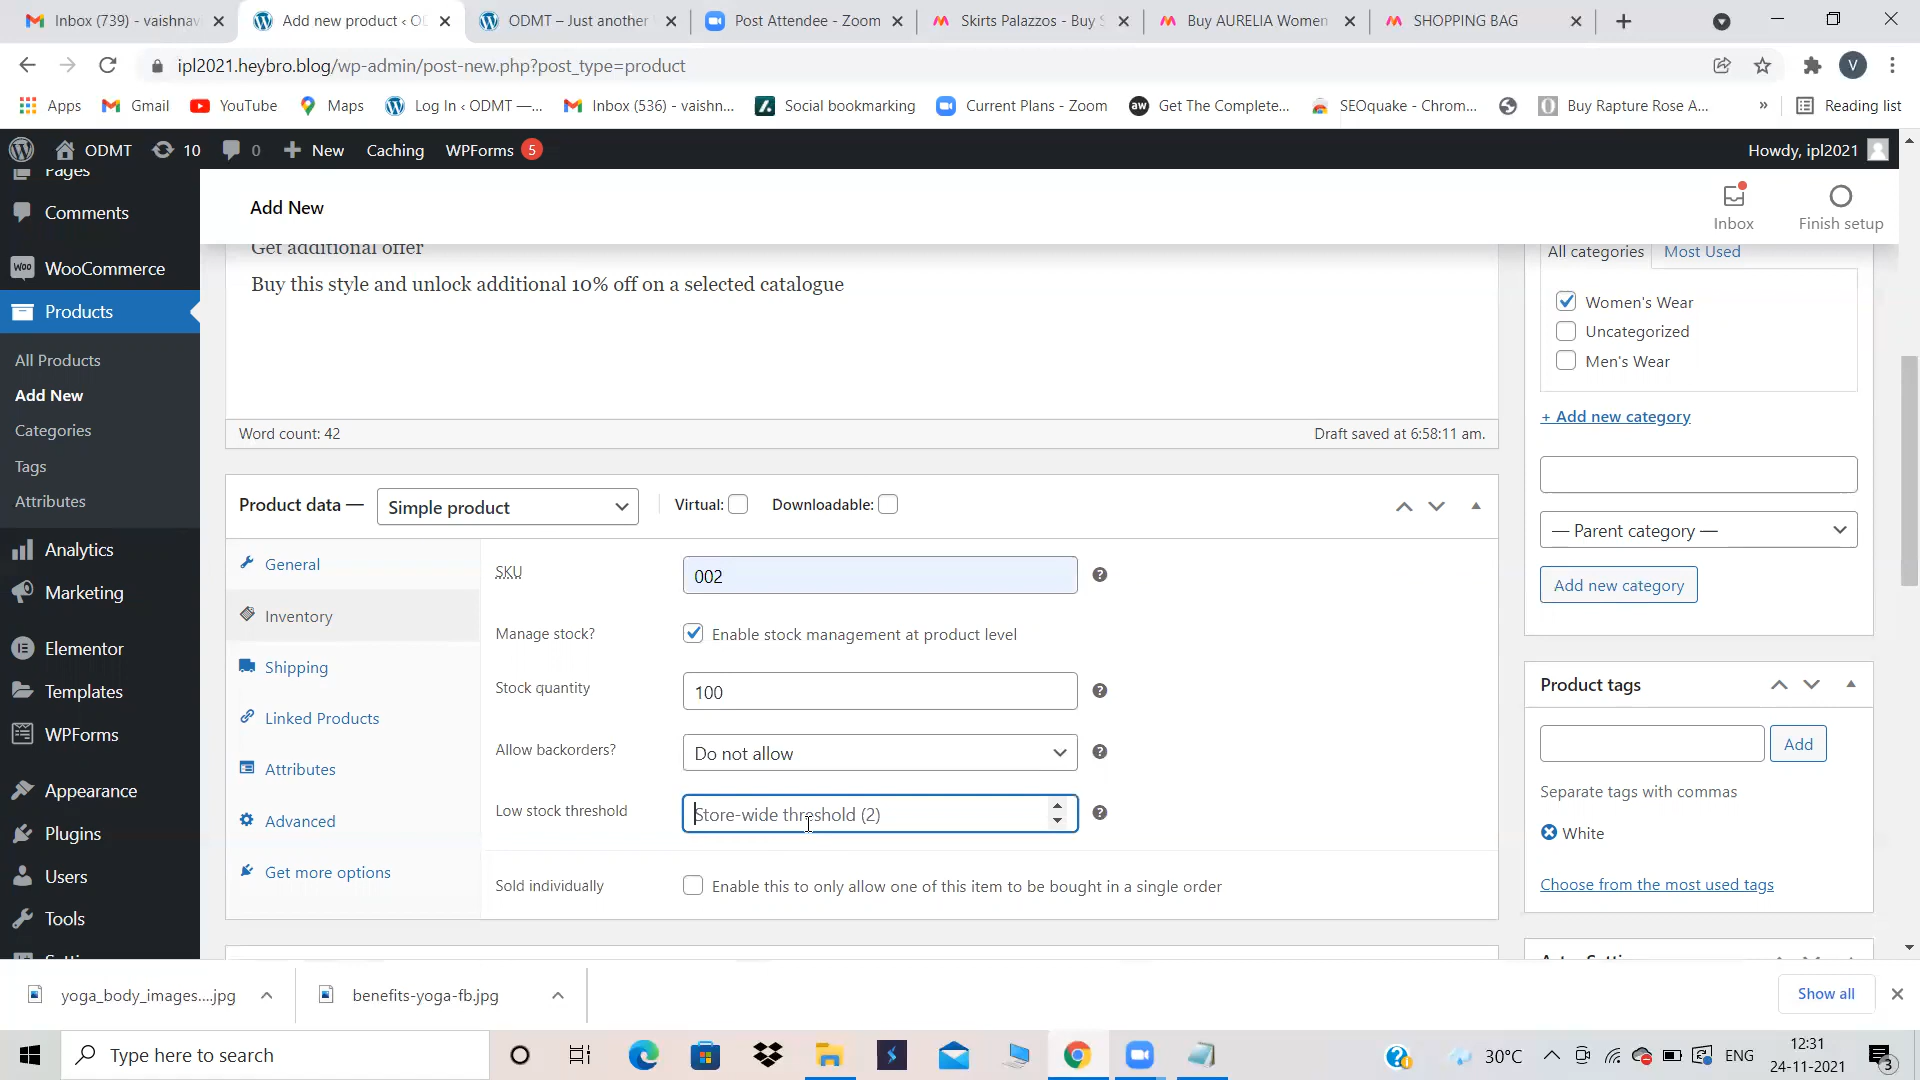 Inbox (739) - vaishnav
Add new product ‹ OD
ODMT – Just another
Post Attendee - Zoom
Skirts Palazzos - Buy S
Buy AURELIA Women
SHOPPING BAG
ipl2021.heybro.blog/wp-admin/post-new.php?post_type=product
V
Apps
Gmail
YouTube
Maps
Log In ‹ ODMT —...
Inbox (536) - vaishn...
Social bookmarking
Current Plans - Zoom
aw
Get The Complete...
SEOquake - Chrom...
Buy Rapture Rose A...
»
Reading list
ODMT
10
0
New
Caching
WPForms 5
Howdy, ipl2021
Pages
Comments
WooCommerce
Products
All Products
Add New
Categories
Tags
Attributes
Analytics
Marketing
Elementor
Templates
WPForms
Appearance
Plugins
Users
Tools
Add New
Inbox
Finish setup
Get additional offer
Buy this style and unlock additional 10% off on a selected catalogue
Word count: 42
Draft saved at 6:58:11 am.
Product data —
Simple product
Virtual:
Downloadable:
General
Inventory
Shipping
Linked Products
Attributes
Advanced
Get more options
SKU
002
Manage stock?
Enable stock management at product level
Stock quantity
100
Allow backorders?
Do not allow
Low stock threshold
Store-wide threshold (2)
Sold individually
Enable this to only allow one of this item to be bought in a single order
All categories
Most Used
Women's Wear
Uncategorized
Men's Wear
+ Add new category
— Parent category —
Add new category
Product tags
Add
Separate tags with commas
White
Choose from the most used tags
yoga_body_images....jpg
benefits-yoga-fb.jpg
Show all
Type here to search
30°C
ENG
12:31
24-11-2021
3